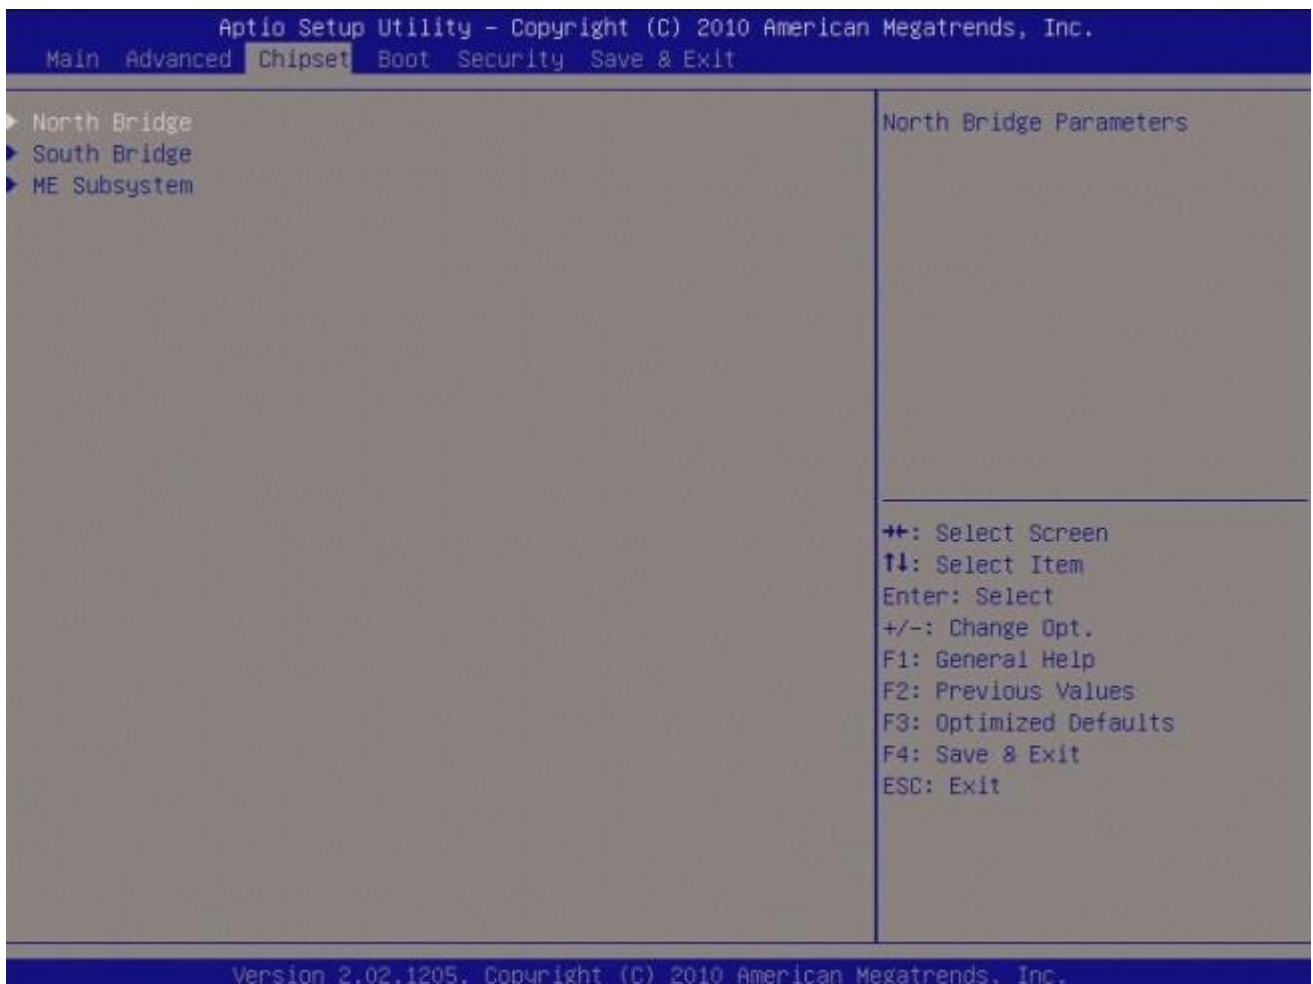 Aptio Setup Utility – Copyright (C) 2010 American Megatrends, Inc.
Main Advanced Chipset Boot Security Save & Exit
North Bridge
South Bridge
ME Subsystem
North Bridge Parameters
→←: Select Screen
↑↓: Select Item
Enter: Select
+/-: Change Opt.
F1: General Help
F2: Previous Values
F3: Optimized Defaults
F4: Save & Exit
ESC: Exit
Version 2.02.1205. Copyright (C) 2010 American Megatrends, Inc.